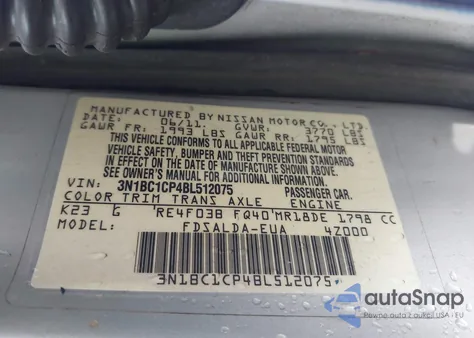 MANUFACTURED BY NISSAN MOTOR CO., LTD.
DATE: 06/11 GVWR: 3770 LBS
GAWR FR: 1993 LBS GAWR RR: 1795 LBS
THIS VEHICLE CONFORMS TO ALL APPLICABLE FEDERAL MOTOR
VEHICLE SAFETY, BUMPER AND THEFT PREVENTION STANDARDS
IN EFFECT ON THE DATE OF MANUFACTURE SHOWN ABOVE.
SEE OWNER'S MANUAL FOR ADDITIONAL INFORMATION.
VIN: 3N1BC1CP4BL512075 PASSENGER CAR.
COLOR TRIM TRANS AXLE ENGINE
K23 G RE4F03B FQ40 MR18DE 1798 CC
MODEL: FDSALDA-EUA 4Z000
3N1BC1CP4BL512075
autoSnap
aut z USA i EU